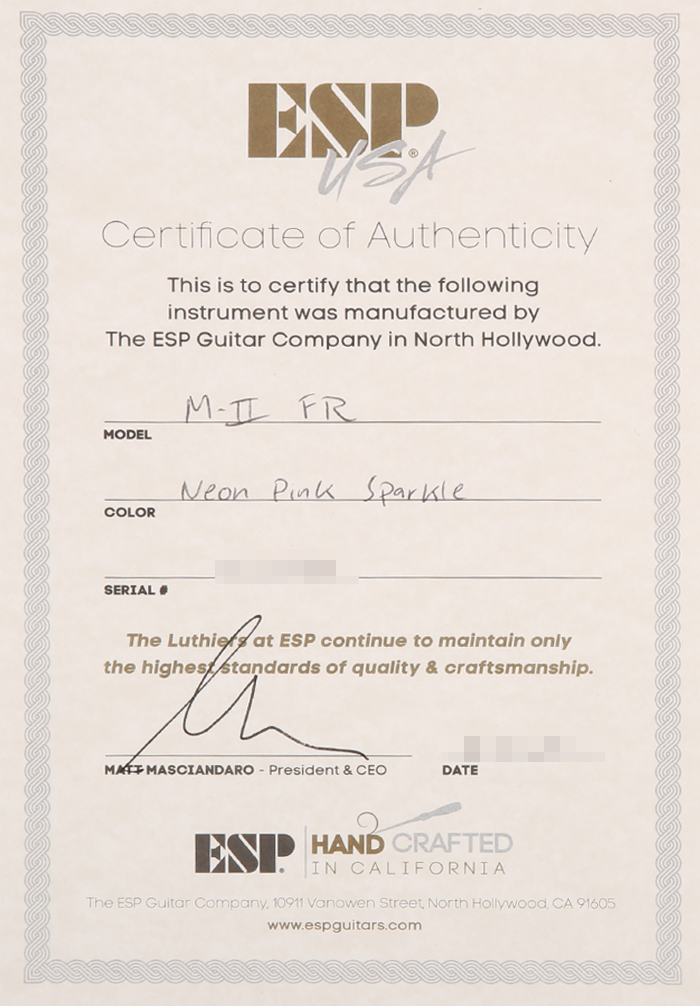 ESP®
USA
Certificate of Authenticity
This is to certify that the following
instrument was manufactured by
The ESP Guitar Company in North Hollywood.
M-II FR
MODEL
Neon Pink Sparkle
COLOR
SERIAL #
The Luthiers at ESP continue to maintain only
the highest standards of quality & craftsmanship.
MATT MASCIANDARO - President & CEO DATE
ESP® HAND CRAFTED
IN CALIFORNIA
The ESP Guitar Company, 10911 Vanowen Street, North Hollywood, CA 91605
www.espguitars.com